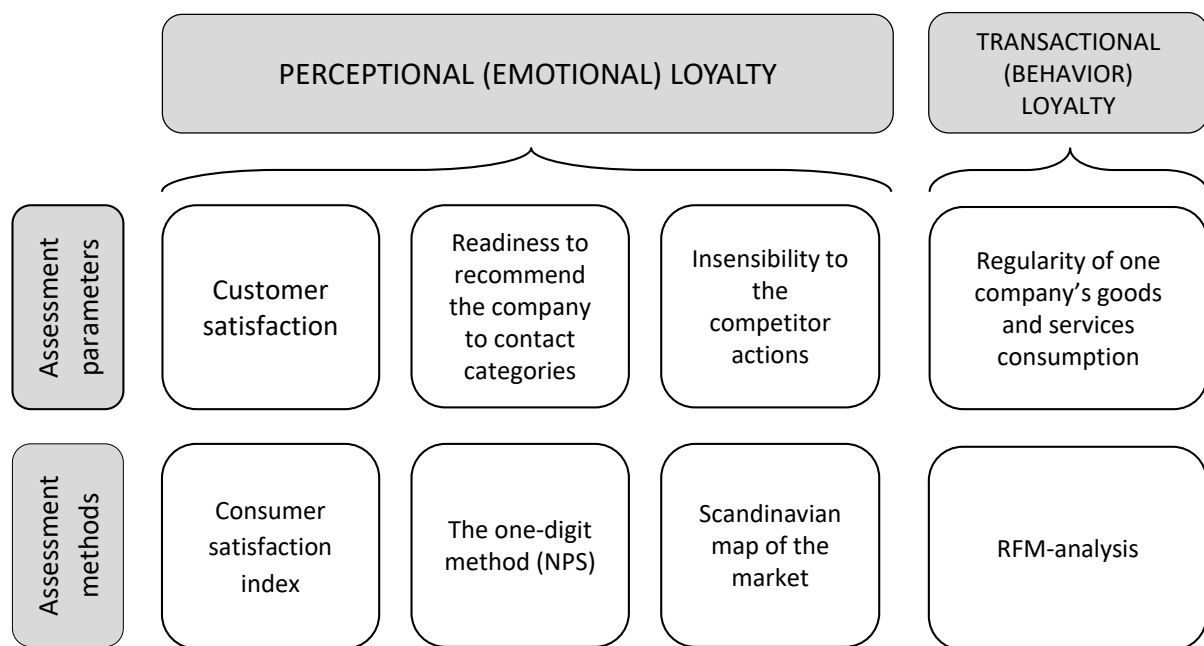 PERCEPTIONAL (EMOTIONAL) LOYALTY
TRANSACTIONAL
(BEHAVIOR)
LOYALTY
Assessment
parameters
Customer
satisfaction
Readiness to
recommend
the company
to contact
categories
Insensibility to
the
competitor
actions
Regularity of one
company’s goods
and services
consumption
Assessment
methods
Consumer
satisfaction
index
The one-digit
method (NPS)
Scandinavian
map of the
market
RFM-analysis